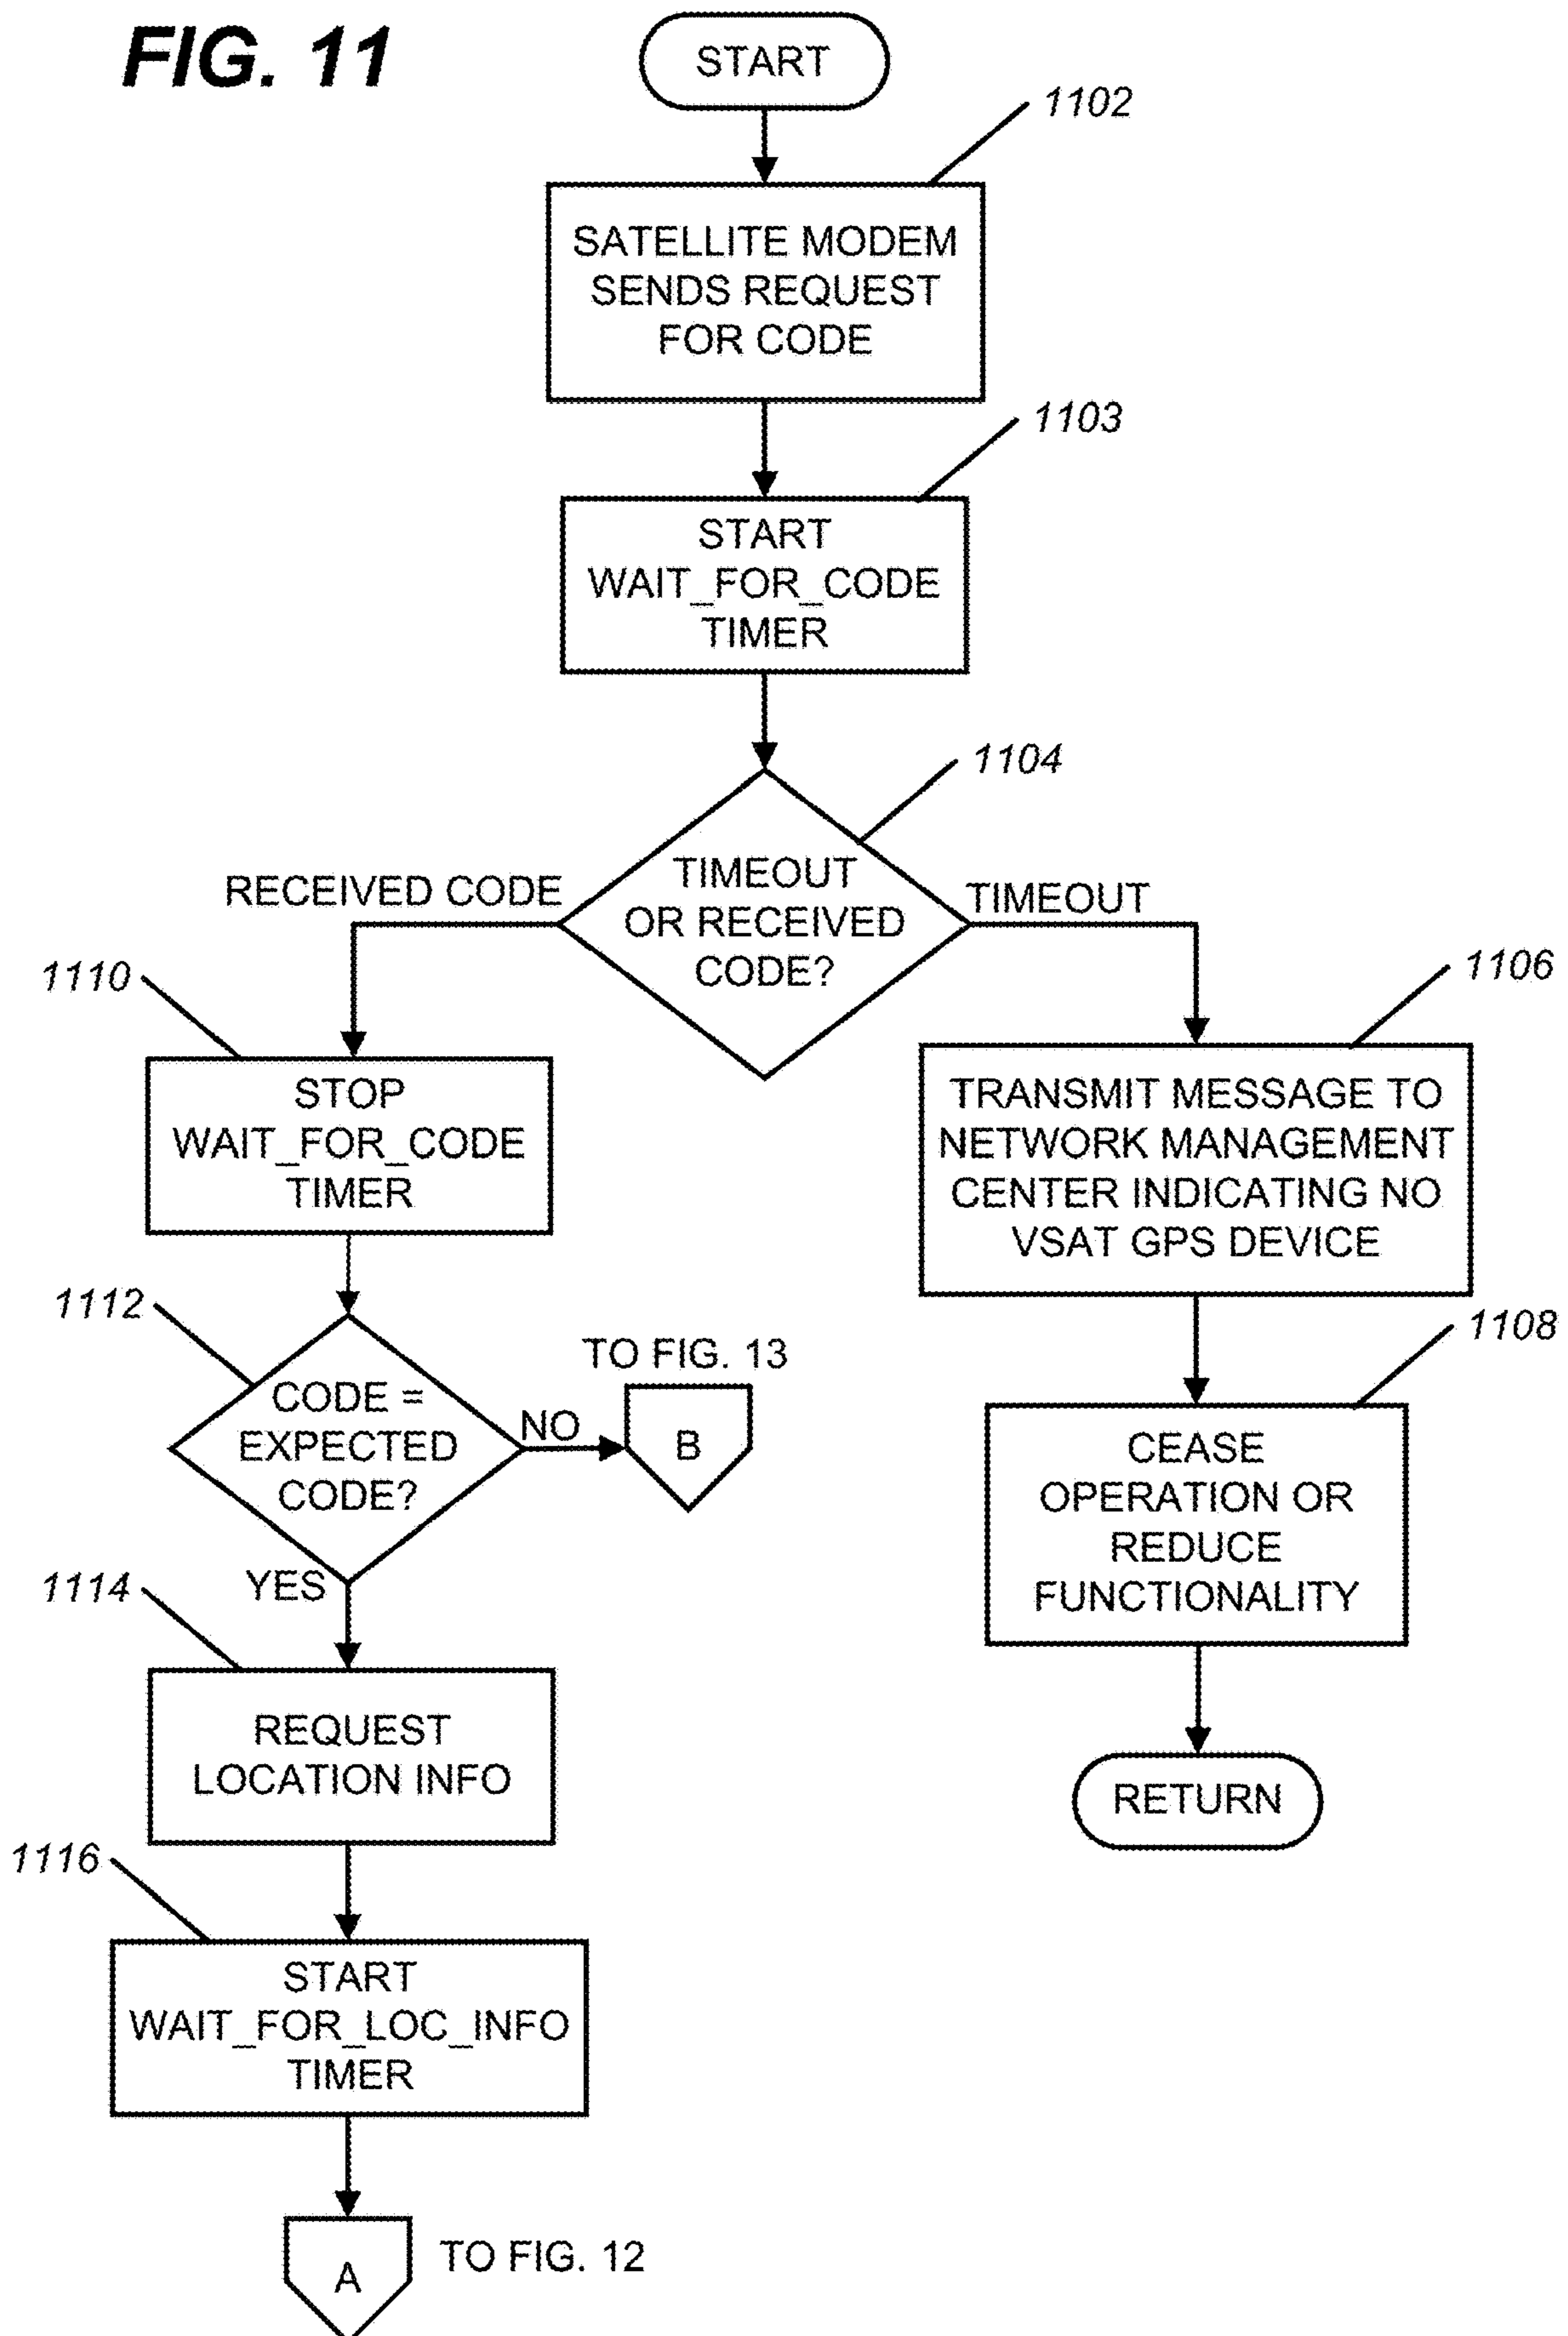 FIG. 11
START
1102
SATELLITE MODEM
SENDS REQUEST
FOR CODE
1103
START
WAIT_FOR_CODE
TIMER
1104
TIMEOUT
OR RECEIVED
CODE?
RECEIVED CODE
TIMEOUT
1110
STOP
WAIT_FOR_CODE
TIMER
1106
TRANSMIT MESSAGE TO
NETWORK MANAGEMENT
CENTER INDICATING NO
VSAT GPS DEVICE
1112
CODE =
EXPECTED
CODE?
NO
TO FIG. 13
B
1108
CEASE
OPERATION OR
REDUCE
FUNCTIONALITY
YES
1114
REQUEST
LOCATION INFO
RETURN
1116
START
WAIT_FOR_LOC_INFO
TIMER
A
TO FIG. 12